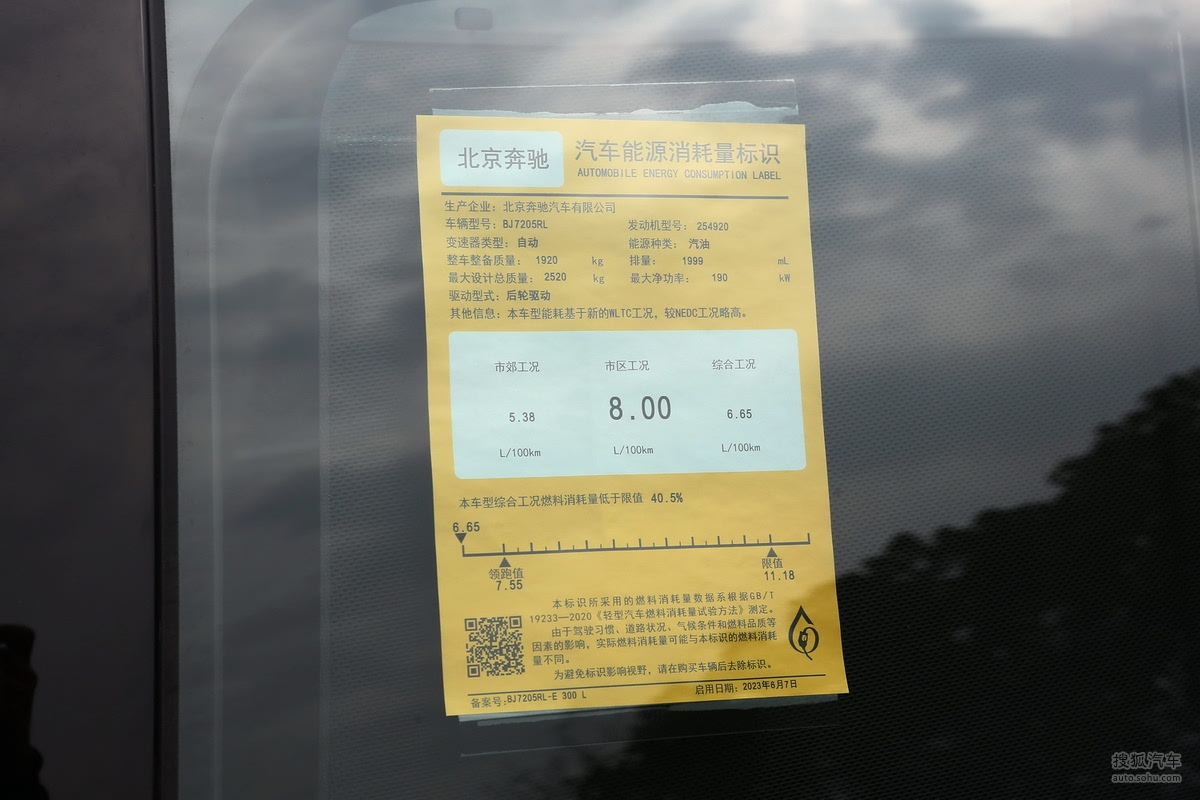 北京奔驰
汽车能源消耗量标识
AUTOMOBILE ENERGY CONSUMPTION LABEL
生产企业: 北京奔驰汽车有限公司
车辆型号: BJ7205RL 发动机型号: 254920
变速器类型: 自动 能源种类: 汽油
整车整备质量: 1920 kg 排量: 1999 mL
最大设计总质量: 2520 kg 最大净功率: 190 kW
驱动型式: 后轮驱动
其他信息: 本车型能耗基于新的WLTC工况，较NEDC工况略高。
市郊工况 市区工况 综合工况
5.38 8.00 6.65
L/100km L/100km L/100km
本车型综合工况燃料消耗量低于限值 40.5%
6.65
领跑值 限值
7.55 11.18
本标识所采用的燃料消耗量数据系根据GB/T
19233—2020《轻型汽车燃料消耗量试验方法》测定。
由于驾驶习惯、道路状况、气候条件和燃料品质等
因素的影响，实际燃料消耗量可能与本标识的燃料消耗
量不同。
为避免标识影响视野，请在购买车辆后去除标识。
备案号:BJ7205RL-E 300 L 启用日期: 2023年6月7日
搜狐汽车
auto.sohu.com